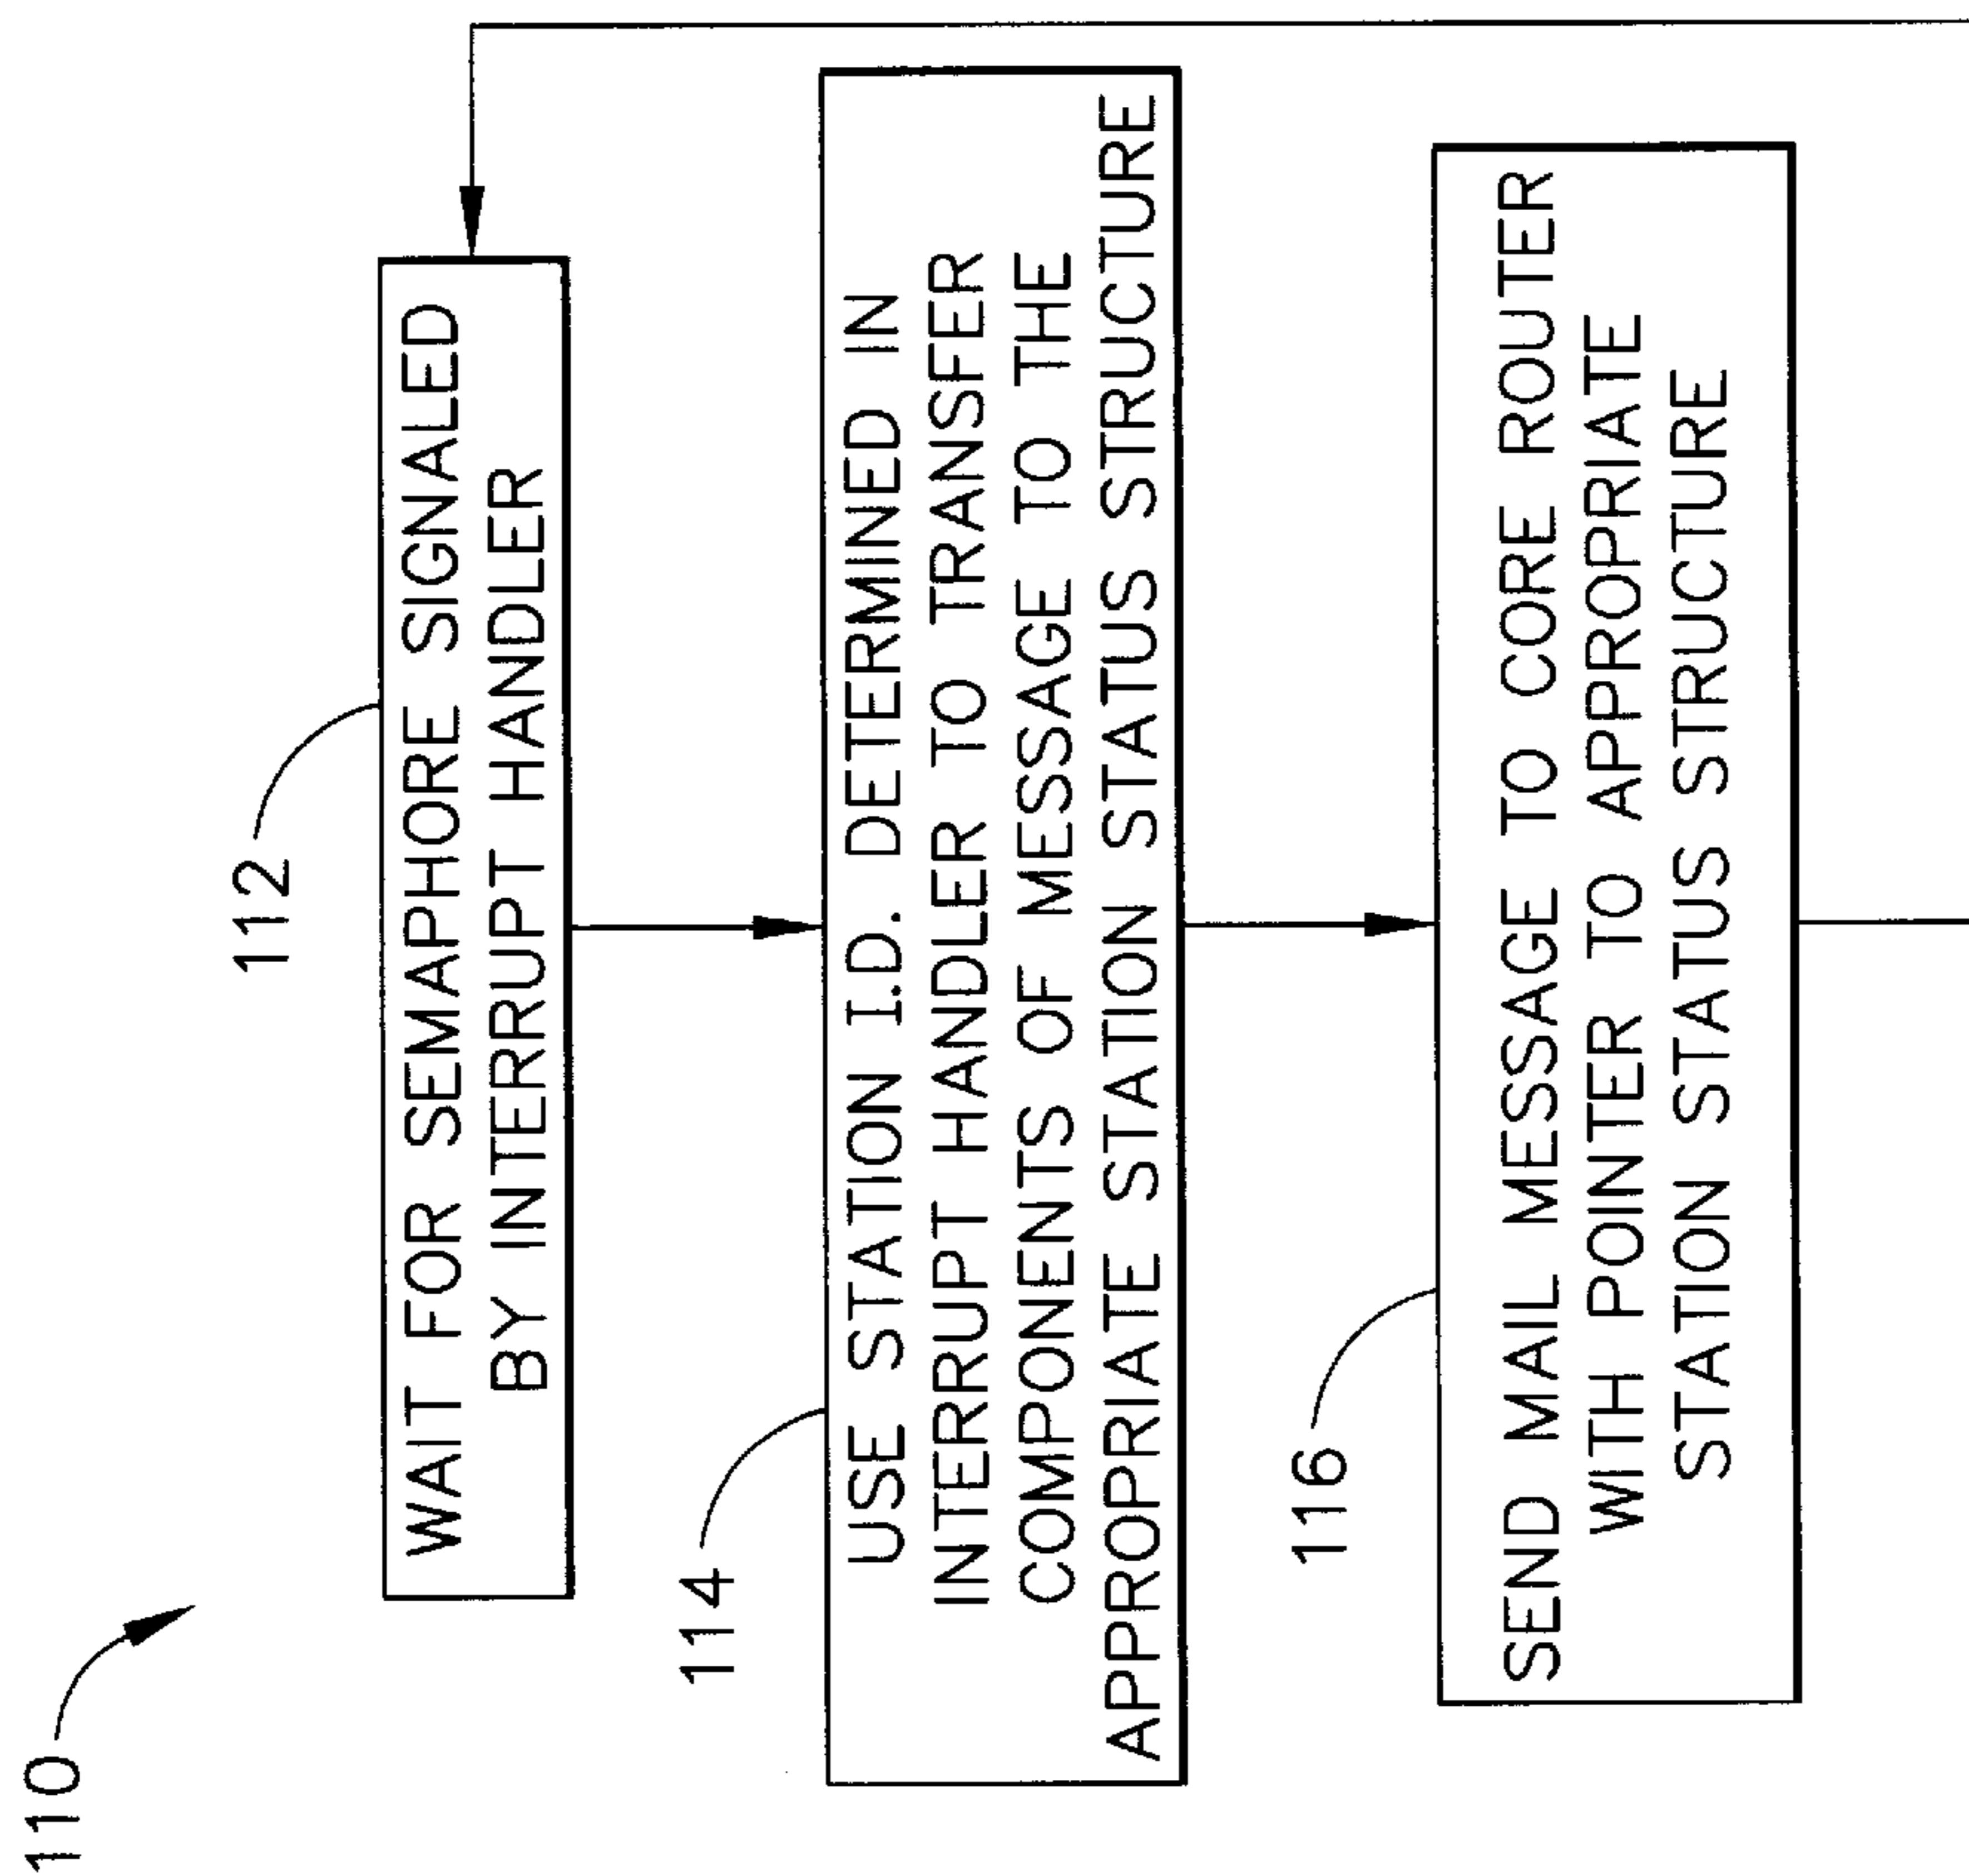 110
112
WAIT FOR SEMAPHORE SIGNALED
BY INTERRUPT HANDLER
114
USE STATION I.D. DETERMINED IN
INTERRUPT HANDLER TO TRANSFER
COMPONENTS OF MESSAGE TO THE
APPROPRIATE STATION STATUS STRUCTURE
116
SEND MAIL MESSAGE TO CORE ROUTER
WITH POINTER TO APPROPRIATE
STATION STATUS STRUCTURE